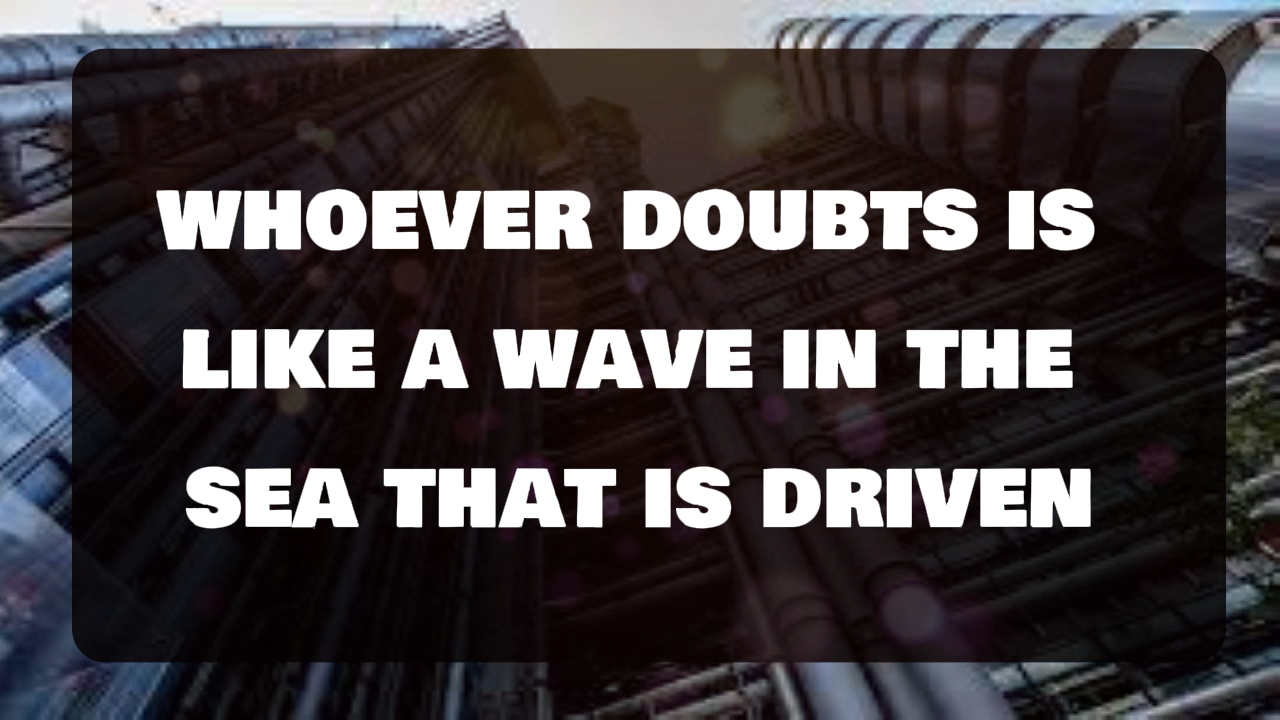 WHOEVER DOUBTS IS
LIKE A WAVE IN THE
SEA THAT IS DRIVEN